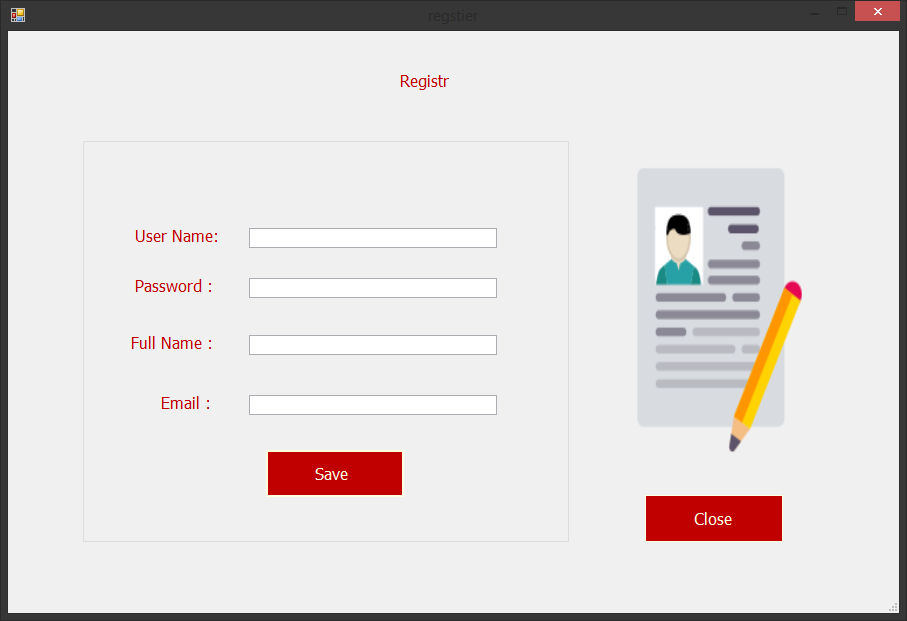 regstier
Registr
User Name:
Password :
Full Name :
Email :
Save
Close